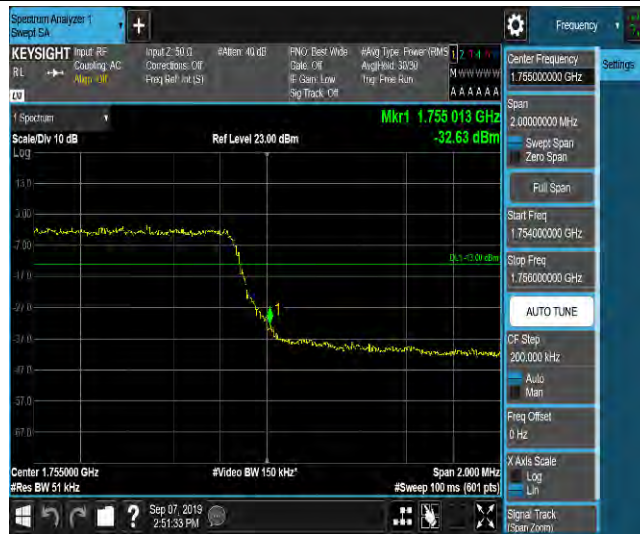 Spectrum Analyzer 1
Swept SA
Frequency
KEYSIGHT
RL
Input: RF
Coupling: AC
Align: Off
Input Z: 50 Ω
Corrections: Off
Freq Ref: Int (S)
#Atten: 40 dB
PNO: Best Wide
Gate: Off
IF Gain: Low
Sig Track: Off
#Avg Type: Power (RMS
Avg|Hold: 30/30
Trig: Free Run
M W W W W W
A A A A A A
1 Spectrum
Scale/Div 10 dB
Ref Level 23.00 dBm
Mkr1 1.755 013 GHz
-32.63 dBm
Log
13.0
3.00
-7.00
DL1 -13.00 dBm
-17.0
-27.0
1
-37.0
-47.0
-57.0
-67.0
Center 1.755000 GHz
#Video BW 150 kHz*
Span 2.000 MHz
#Res BW 51 kHz
#Sweep 100 ms (601 pts)
Sep 07, 2019
2:51:33 PM
Settings
Center Frequency
1.755000000 GHz
Span
2.00000000 MHz
Swept Span
Zero Span
Full Span
Start Freq
1.754000000 GHz
Stop Freq
1.756000000 GHz
AUTO TUNE
CF Step
200.000 kHz
Auto
Man
Freq Offset
0 Hz
X Axis Scale
Log
Lin
Signal Track
(Span Zoom)